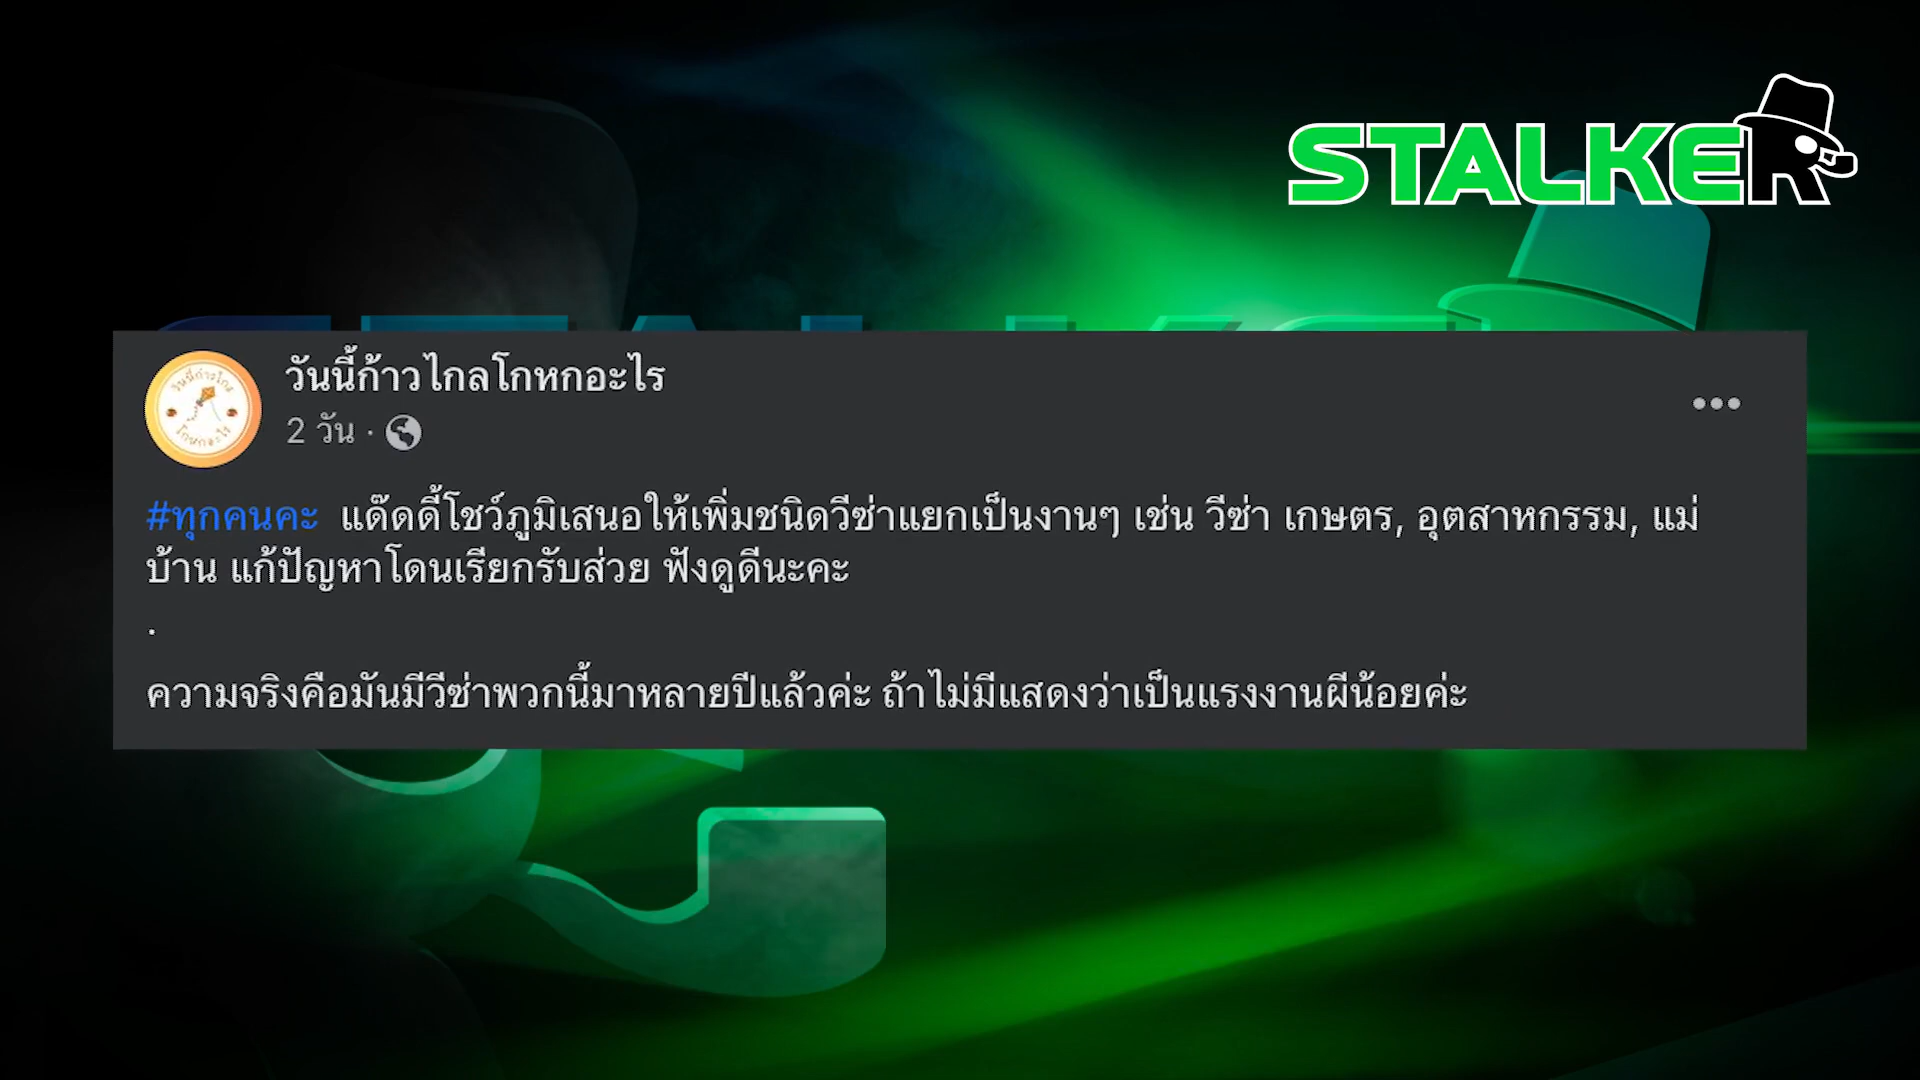 STALKER
วันนี้ก้าวไกลโกหกอะไร
2 วัน ·
#ทุกคนคะ แด๊ดดี้โชว์ภูมิเสนอให้เพิ่มชนิดวีซ่าแยกเป็นงานๆ เช่น วีซ่า เกษตร, อุตสาหกรรม, แม่
บ้าน แก้ปัญหาโดนเรียกรับส่วย ฟังดูดีนะคะ
.
ความจริงคือมันมีวีซ่าพวกนี้มาหลายปีแล้วค่ะ ถ้าไม่มีแสดงว่าเป็นแรงงานผีน้อยค่ะ